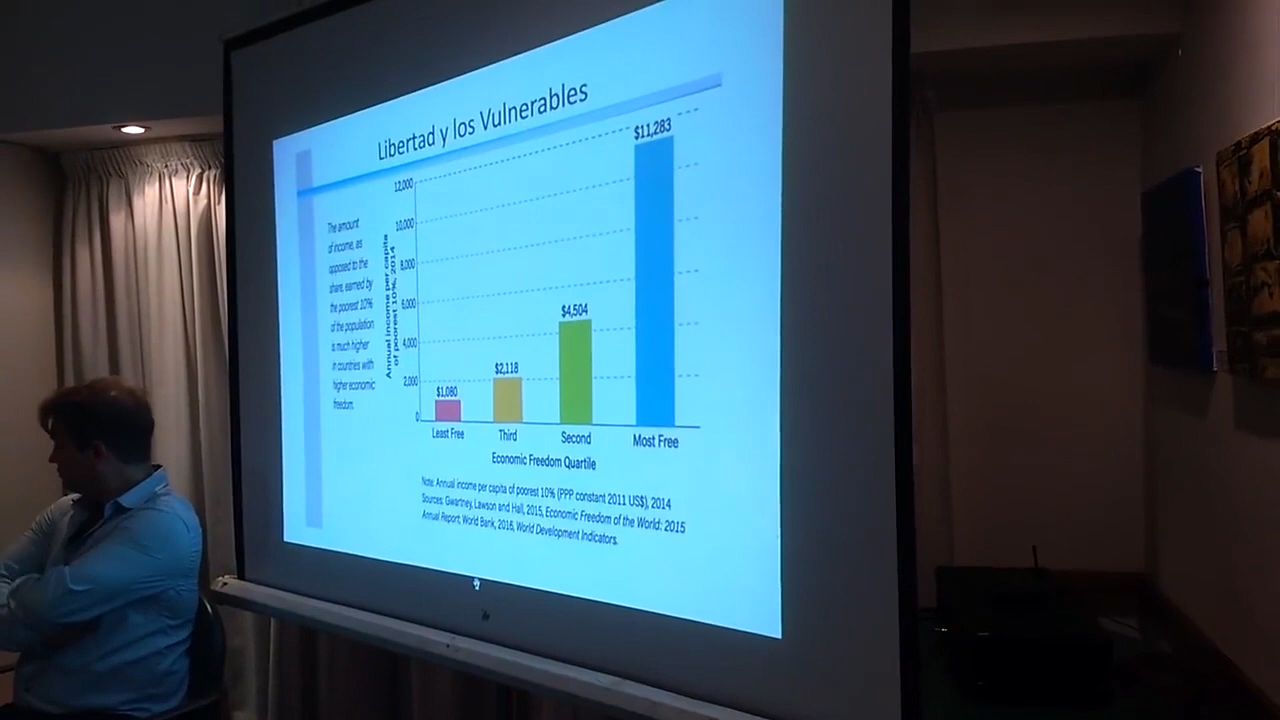 Libertad y los Vulnerables
The amount
of income, as
opposed to the
share, earned by
the poorest 10%
of the population
is much higher
in countries with
higher economic
freedom.
Annual income per capita
of poorest 10%, 2014
12,000
10,000
8,000
6,000
4,000
2,000
0
$1,080
$2,118
$4,504
$11,283
Least Free
Third
Second
Most Free
Economic Freedom Quartile
Note: Annual income per capita of poorest 10% (PPP constant 2011 US$), 2014
Sources: Gwartney, Lawson and Hall, 2015, Economic Freedom of the World: 2015
Annual Report; World Bank, 2016, World Development Indicators.